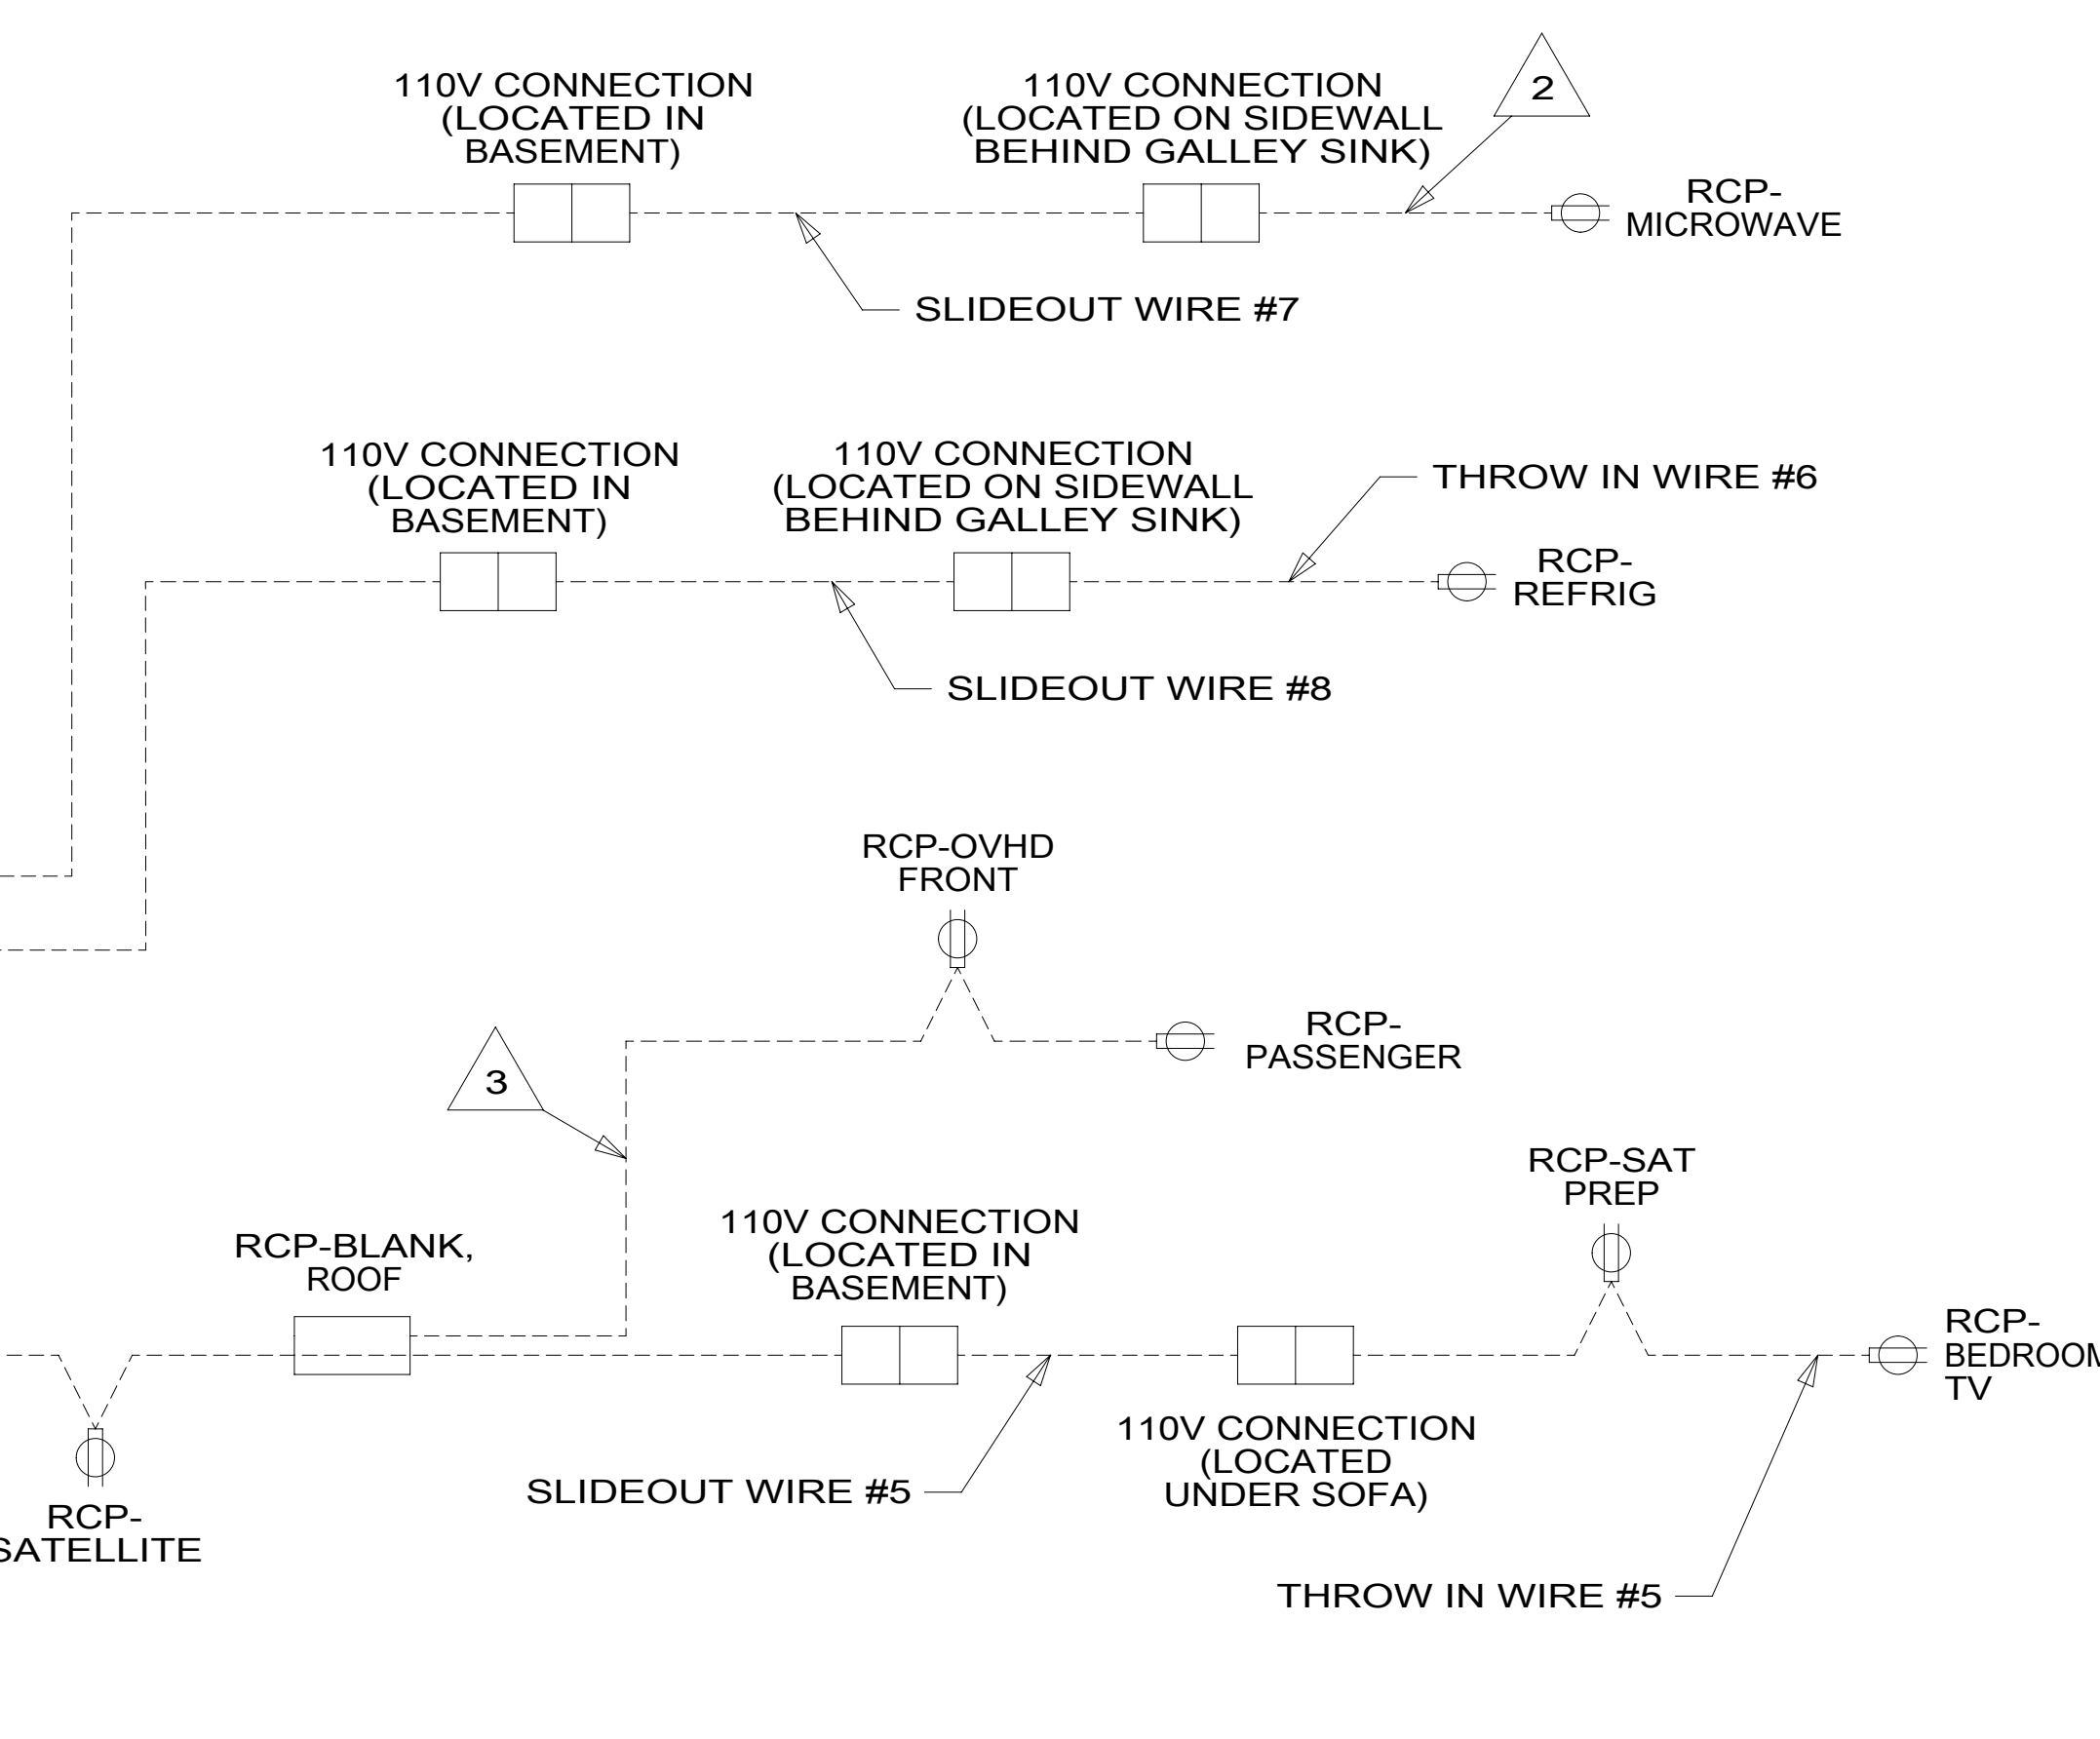 110V CONNECTION
(LOCATED IN
BASEMENT)
110V CONNECTION
(LOCATED ON SIDEWALL
BEHIND GALLEY SINK)
2
RCP-
MICROWAVE
SLIDEOUT WIRE #7
110V CONNECTION
(LOCATED IN
BASEMENT)
110V CONNECTION
(LOCATED ON SIDEWALL
BEHIND GALLEY SINK)
THROW IN WIRE #6
RCP-
REFRIG
SLIDEOUT WIRE #8
RCP-OVHD
FRONT
RCP-
PASSENGER
3
RCP-BLANK,
ROOF
110V CONNECTION
(LOCATED IN
BASEMENT)
RCP-SAT
PREP
RCP-
BEDROOM
TV
110V CONNECTION
(LOCATED
UNDER SOFA)
SLIDEOUT WIRE #5
RCP-
SATELLITE
THROW IN WIRE #5